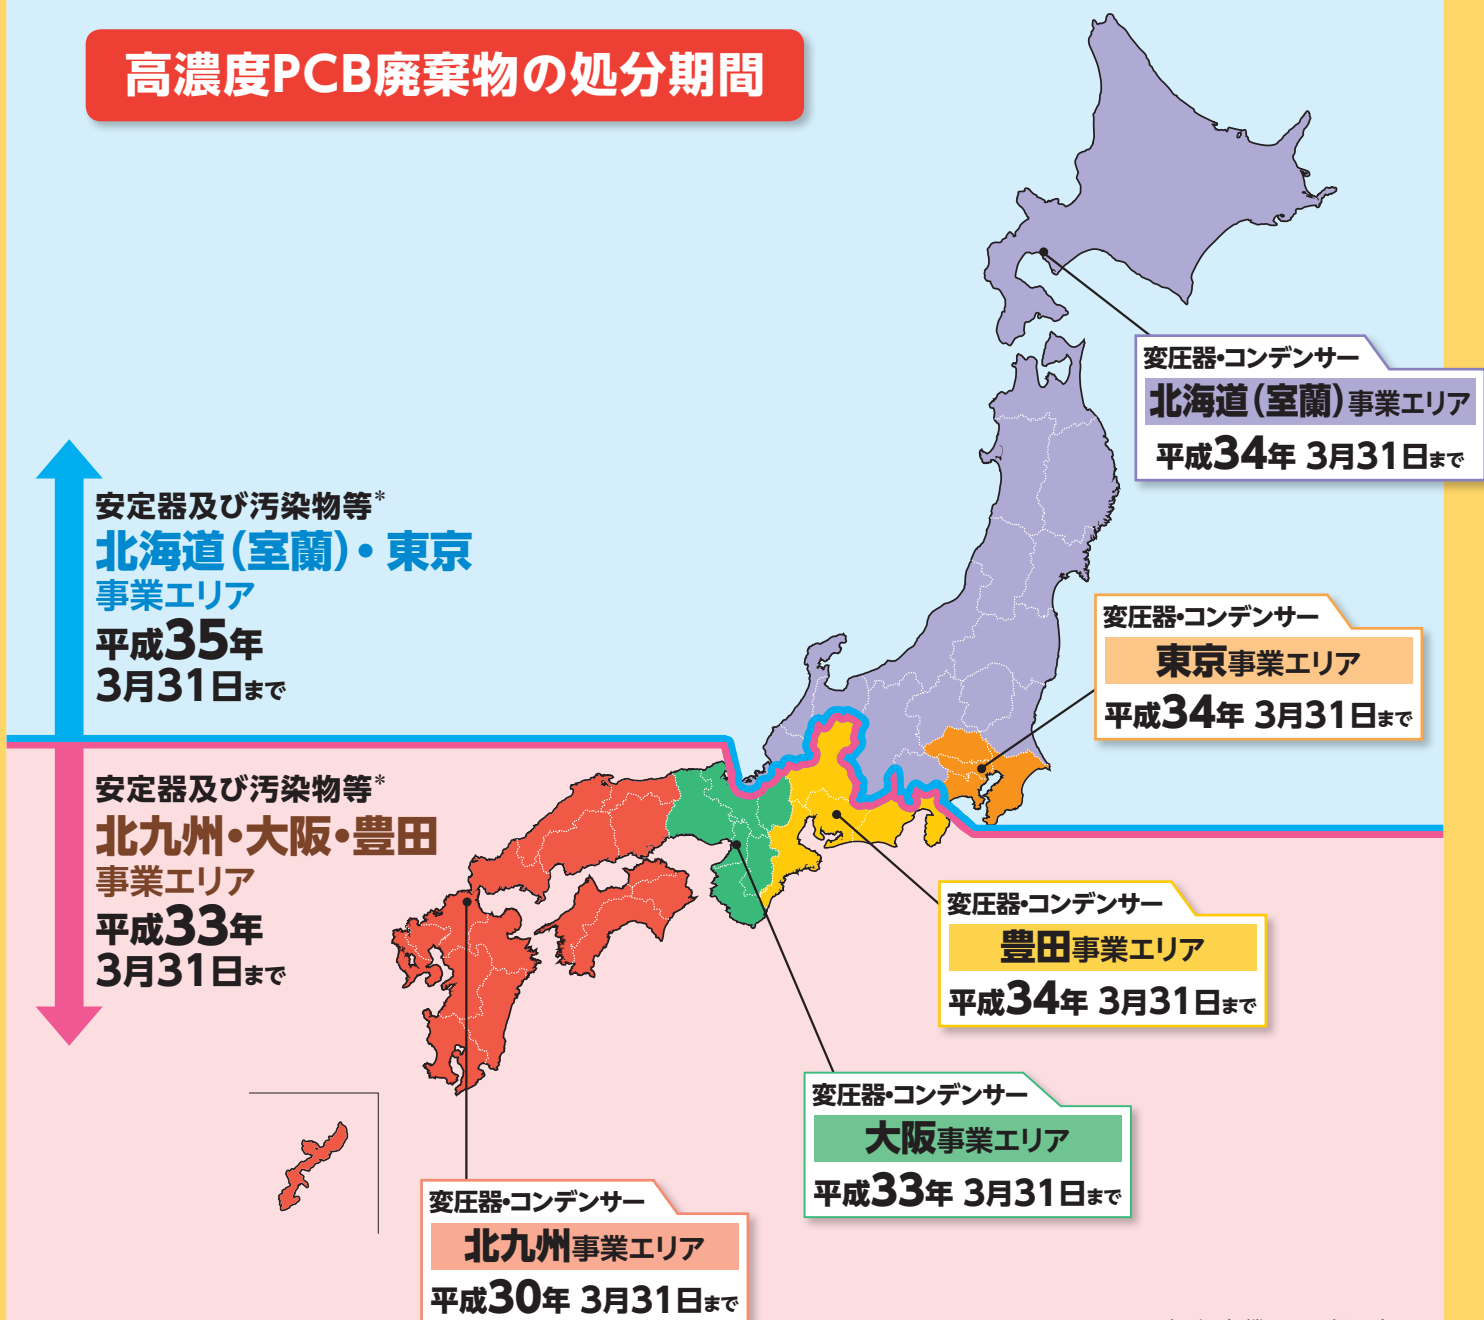 高濃度PCB廃棄物の処分期間
変圧器・コンデンサー
北海道(室蘭)事業エリア
平成34年 3月31日まで
安定器及び汚染物等*
北海道(室蘭)・東京
事業エリア
平成35年
3月31日まで
変圧器・コンデンサー
東京事業エリア
平成34年 3月31日まで
安定器及び汚染物等*
北九州・大阪・豊田
事業エリア
平成33年
3月31日まで
変圧器・コンデンサー
豊田事業エリア
平成34年 3月31日まで
変圧器・コンデンサー
大阪事業エリア
平成33年 3月31日まで
変圧器・コンデンサー
北九州事業エリア
平成30年 3月31日まで